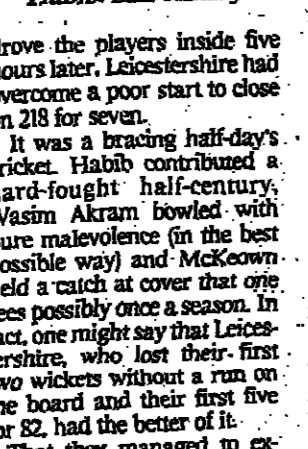 drove the players inside five
hours later, Leicestershire had
overcome a poor start to close
on 218 for seven.
It was a bracing half-day's
cricket. Habib contributed a
hard-fought half-century,
Wasim Akram bowled with
pure malevolence (in the best
possible way) and McKeown
held a catch at cover that one
sees possibly once a season. In
fact, one might say that Leices-
tershire, who lost their first
two wickets without a run on
the board and their first five
for 82, had the better of it.
That they managed to ex-